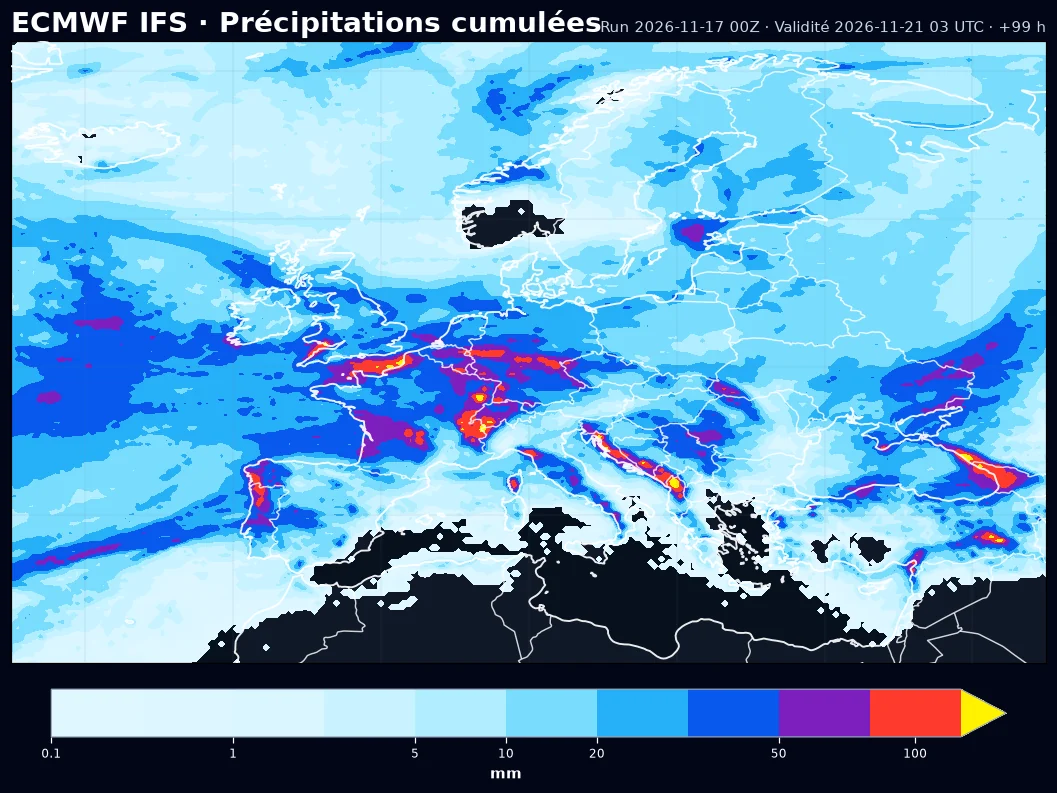 ECMWF IFS · Précipitations cumulées
Run 2026-11-17 00Z · Validité 2026-11-21 03 UTC · +99 h
0.1 1 5 10 20 50 100
mm